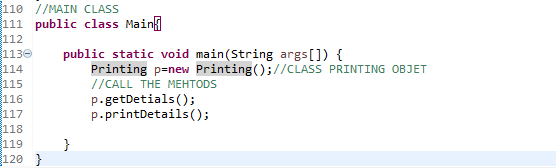 110 //MAIN CLASS
111 public class Main{
112
113 public static void main(String args[]) {
114 Printing p=new Printing();//CLASS PRINTING OBJET
115 //CALL THE MEHTODS
116 p.getDetials();
117 p.printDetails();
118
119 }
120 }